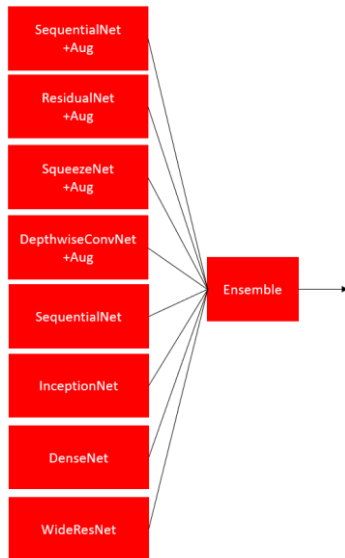 SequentialNet
+Aug
ResidualNet
+Aug
SqueezeNet
+Aug
DepthwiseConvNet
+Aug
SequentialNet
InceptionNet
DenseNet
WideResNet
Ensemble